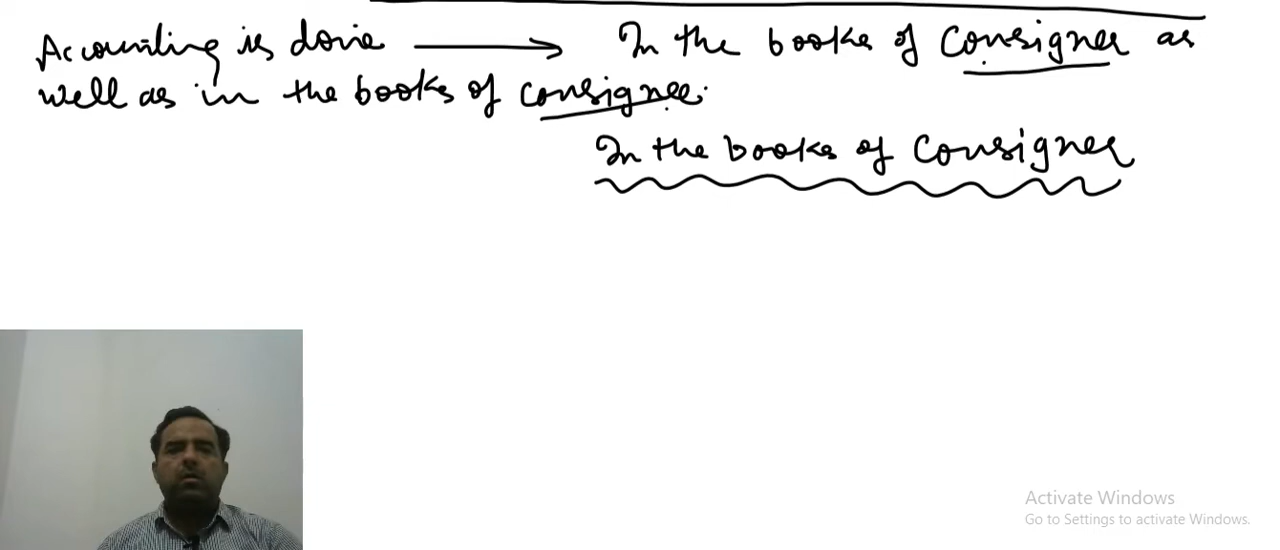 Accounting is done → In the books of Consigner as
well as in the books of consignee.
In the books of Consigner
Activate Windows
Go to Settings to activate Windows.